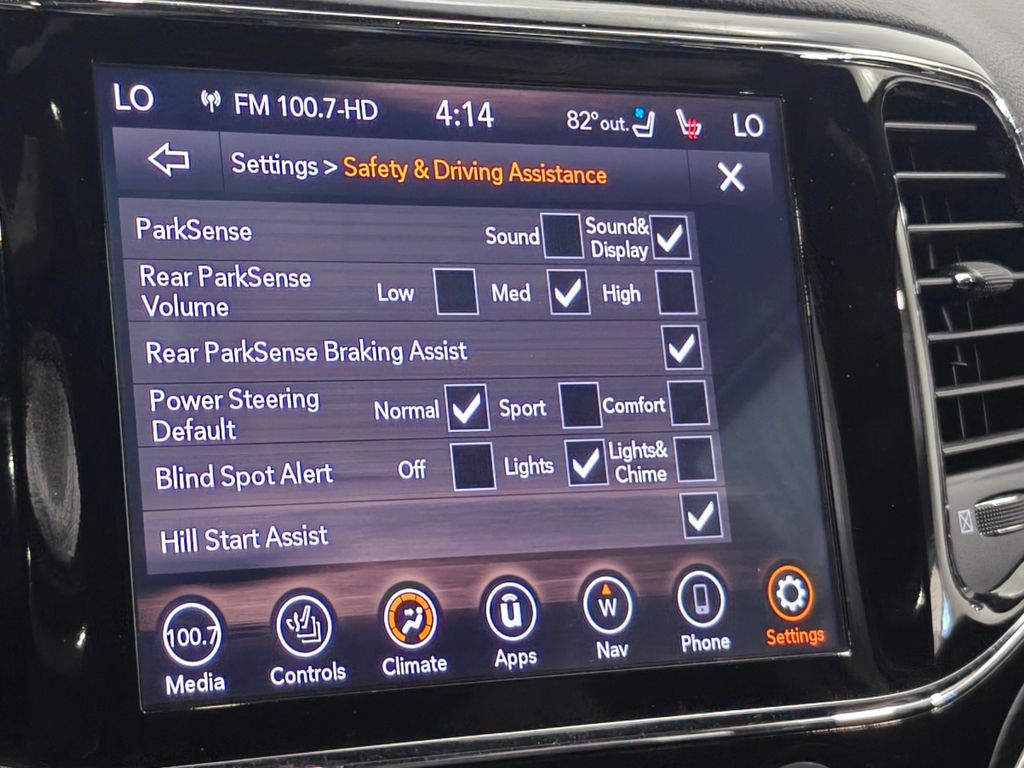 LO FM 100.7-HD 4:14 82° out. LO
Settings > Safety & Driving Assistance
ParkSense Sound Sound&
Display
Rear ParkSense
Volume Low Med High
Rear ParkSense Braking Assist
Power Steering
Default Normal Sport Comfort
Blind Spot Alert Off Lights Lights&
Chime
Hill Start Assist
100.7 W
Media Controls Climate Apps Nav Phone Settings